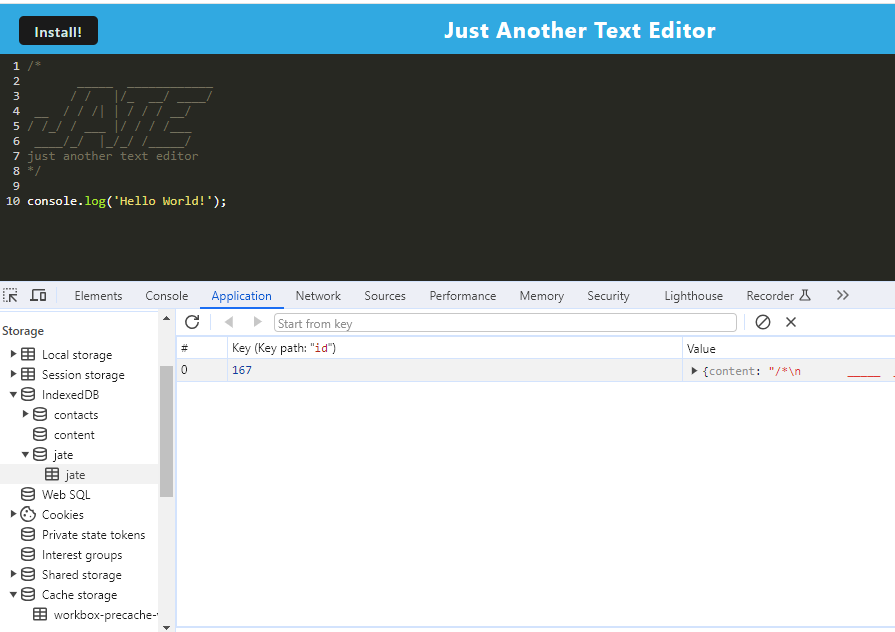 Install!
Just Another Text Editor
1 /*
2       _____  ____________
3      / /   |/_  __/ ____/
4  __  / / /| | / / / __/
5 / /_/ / ___ |/ / / /___
6  ____/_/  |_/_/ /_____/
7 just another text editor
8 */
9
10 console.log('Hello World!');
Elements Console Application Network Sources Performance Memory Security Lighthouse Recorder
Storage
Start from key
# Key (Key path: "id") Value
0 167 {content: "/*\n      _____  _
Local storage
Session storage
IndexedDB
contacts
content
jate
jate
Web SQL
Cookies
Private state tokens
Interest groups
Shared storage
Cache storage
workbox-precache-